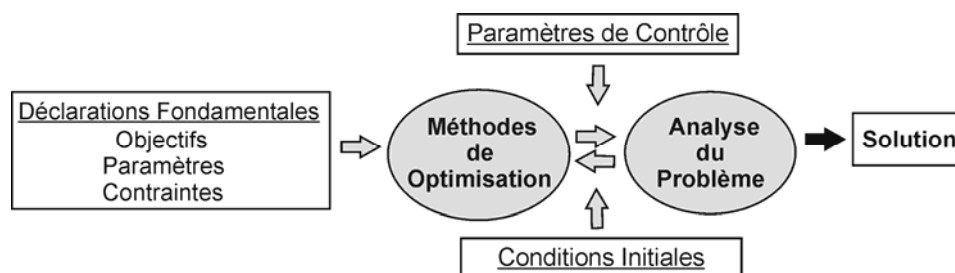 Paramètres de Contrôle
Déclarations Fondamentales
Objectifs
Paramètres
Contraintes
Méthodes
de
Optimisation
Analyse
du
Problème
Solution
Conditions Initiales